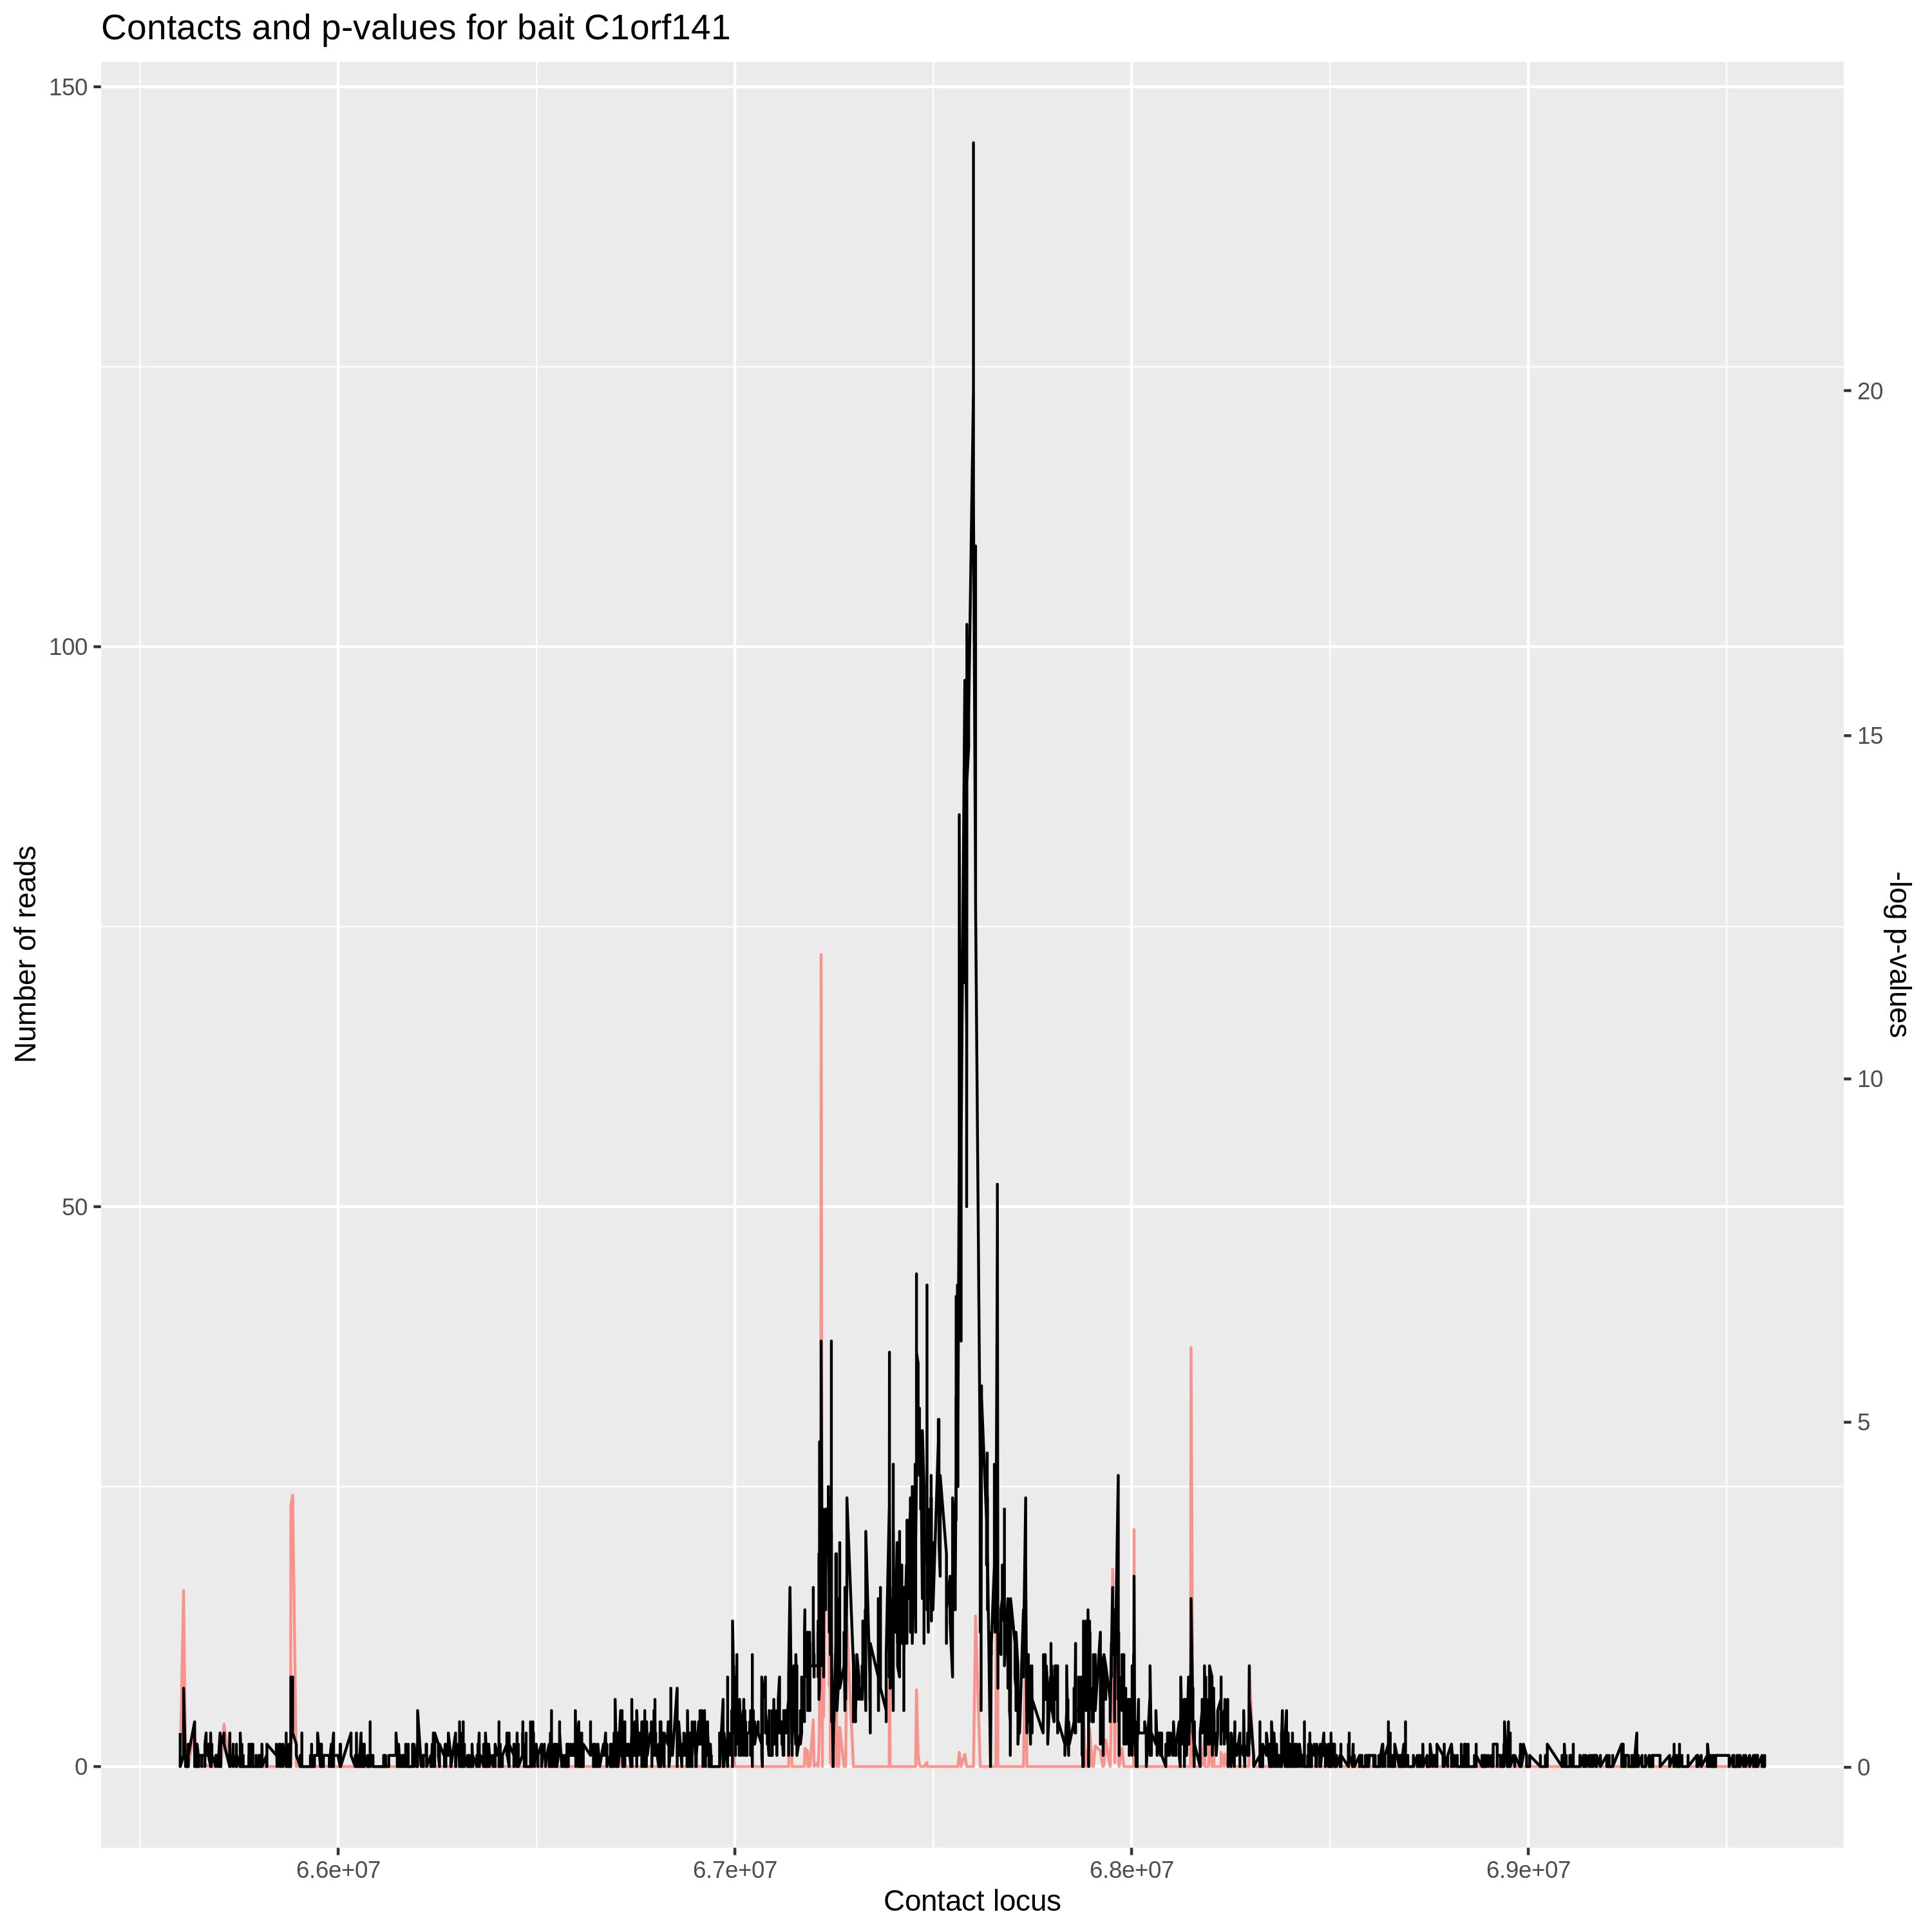 Contacts and p-values for bait C1orf141
150
100
50
0
Number of reads
20
15
10
5
0
-log p-values
6.6e+07
6.7e+07
6.8e+07
6.9e+07
Contact locus